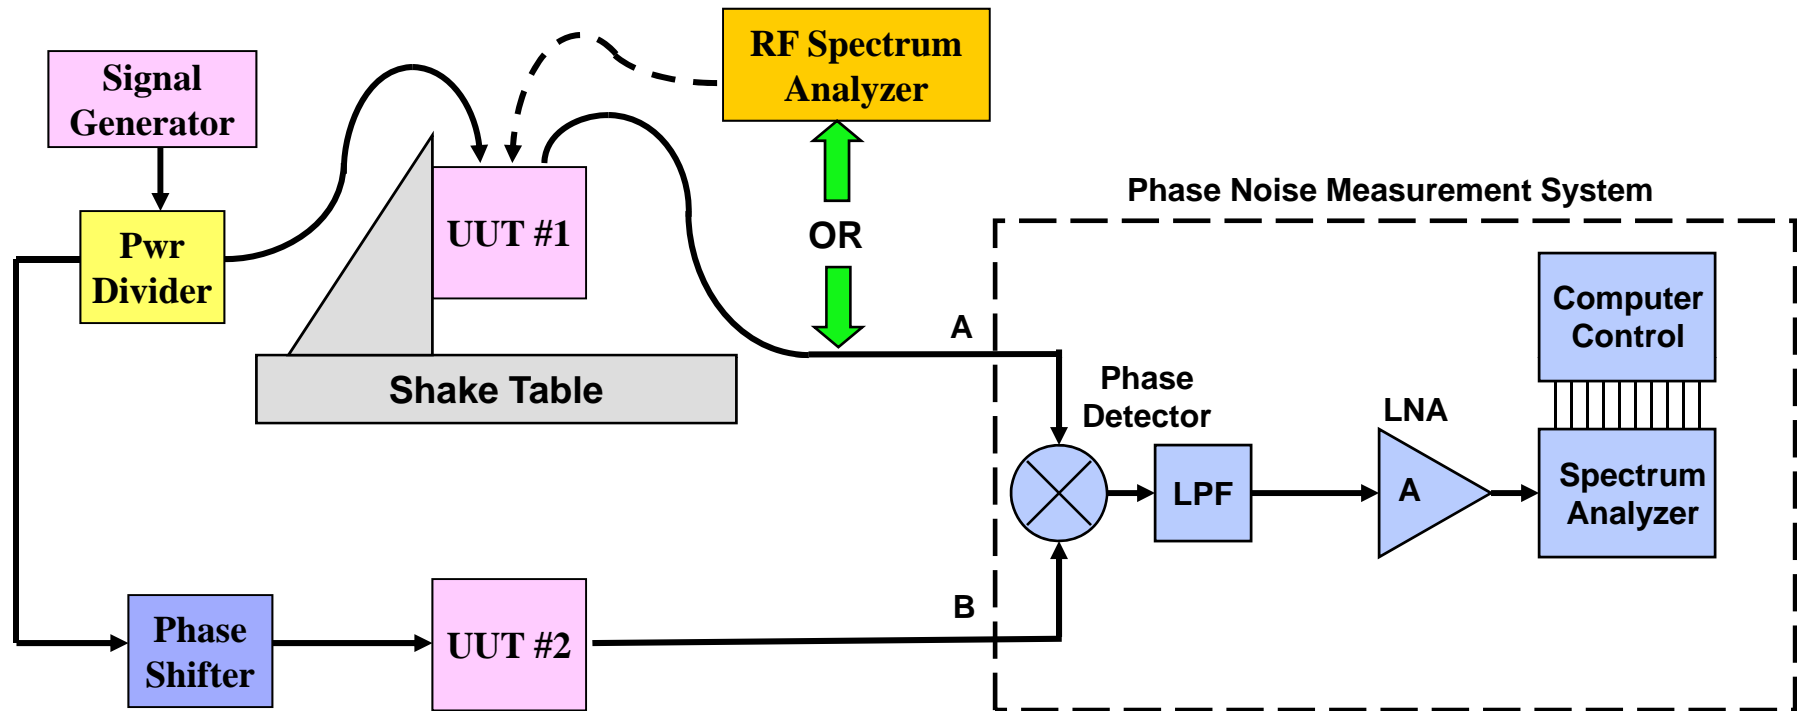 RF Spectrum
Analyzer
Signal
Generator
Phase Noise Measurement System
UUT #1
OR
Pwr
Divider
Computer
Control
A
Shake Table
Phase
Detector
LNA
LPF
A
Spectrum
Analyzer
B
Phase
Shifter
UUT #2